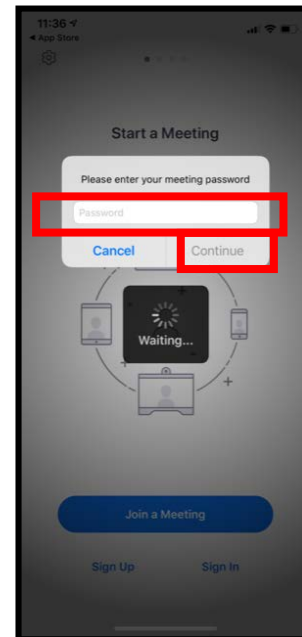 11:36
◀ App Store
Start a Meeting
Please enter your meeting password
Password
Cancel Continue
Waiting...
Join a Meeting
Sign Up Sign In